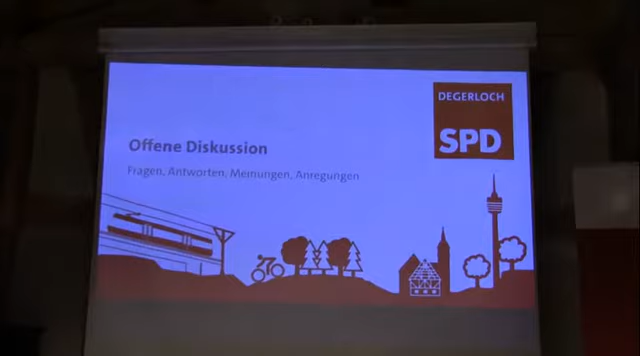 DEGERLOCH
SPD
Offene Diskussion
Fragen, Antworten, Meinungen, Anregungen